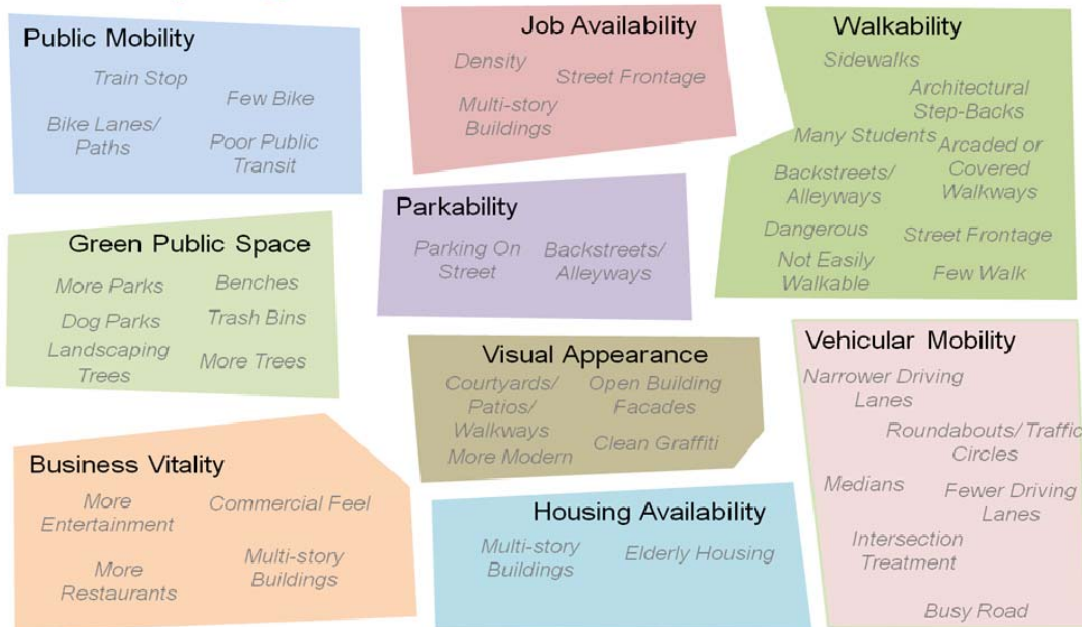 Public Mobility
Train Stop
Few Bike
Bike Lanes/
Paths
Poor Public
Transit
Job Availability
Density
Street Frontage
Multi-story
Buildings
Walkability
Sidewalks
Architectural
Step-Backs
Many Students
Arcaded or
Covered
Walkways
Backstreets/
Alleyways
Dangerous
Street Frontage
Not Easily
Walkable
Few Walk
Green Public Space
More Parks
Benches
Dog Parks
Trash Bins
Landscaping
Trees
More Trees
Parkability
Parking On
Street
Backstreets/
Alleyways
Visual Appearance
Courtyards/
Patios/
Walkways
Open Building
Facades
More Modern
Clean Graffiti
Vehicular Mobility
Narrower Driving
Lanes
Roundabouts/Traffic
Circles
Medians
Fewer Driving
Lanes
Intersection
Treatment
Busy Road
Business Vitality
More
Entertainment
Commercial Feel
More
Restaurants
Multi-story
Buildings
Housing Availability
Multi-story
Buildings
Elderly Housing